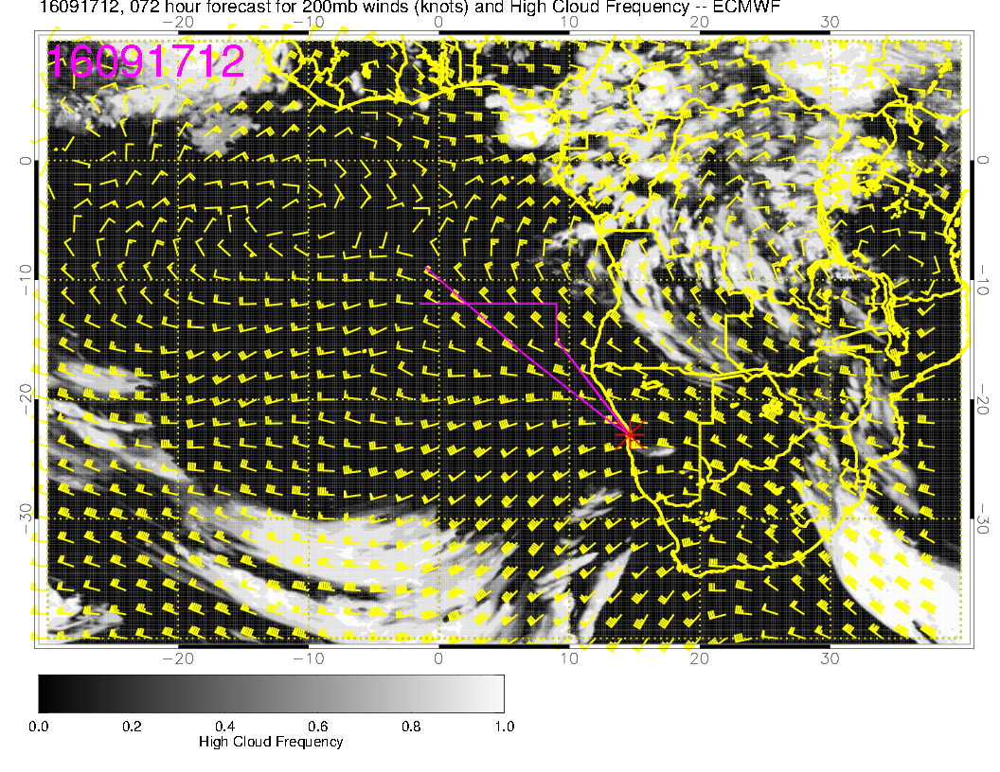 16091712, 072 hour forecast for 200mb winds (knots) and High Cloud Frequency -- ECMWF
−20 −10 0 10 20 30
16091712
0 0
−10 −10
−20 −20
−30 −30
−20 −10 0 10 20 30
0.0 0.2 0.4 0.6 0.8 1.0
High Cloud Frequency